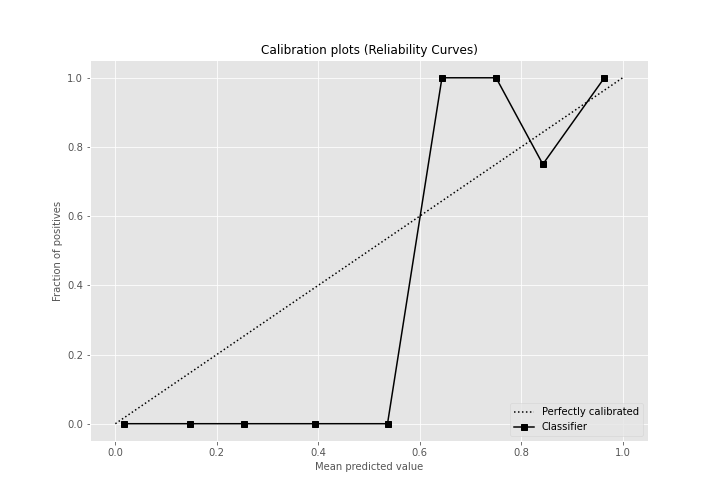 Calibration plots (Reliability Curves)
1.0
0.8
0.6
0.4
0.2
0.0
Fraction of positives
0.0 0.2 0.4 0.6 0.8 1.0
Mean predicted value
Perfectly calibrated
Classifier